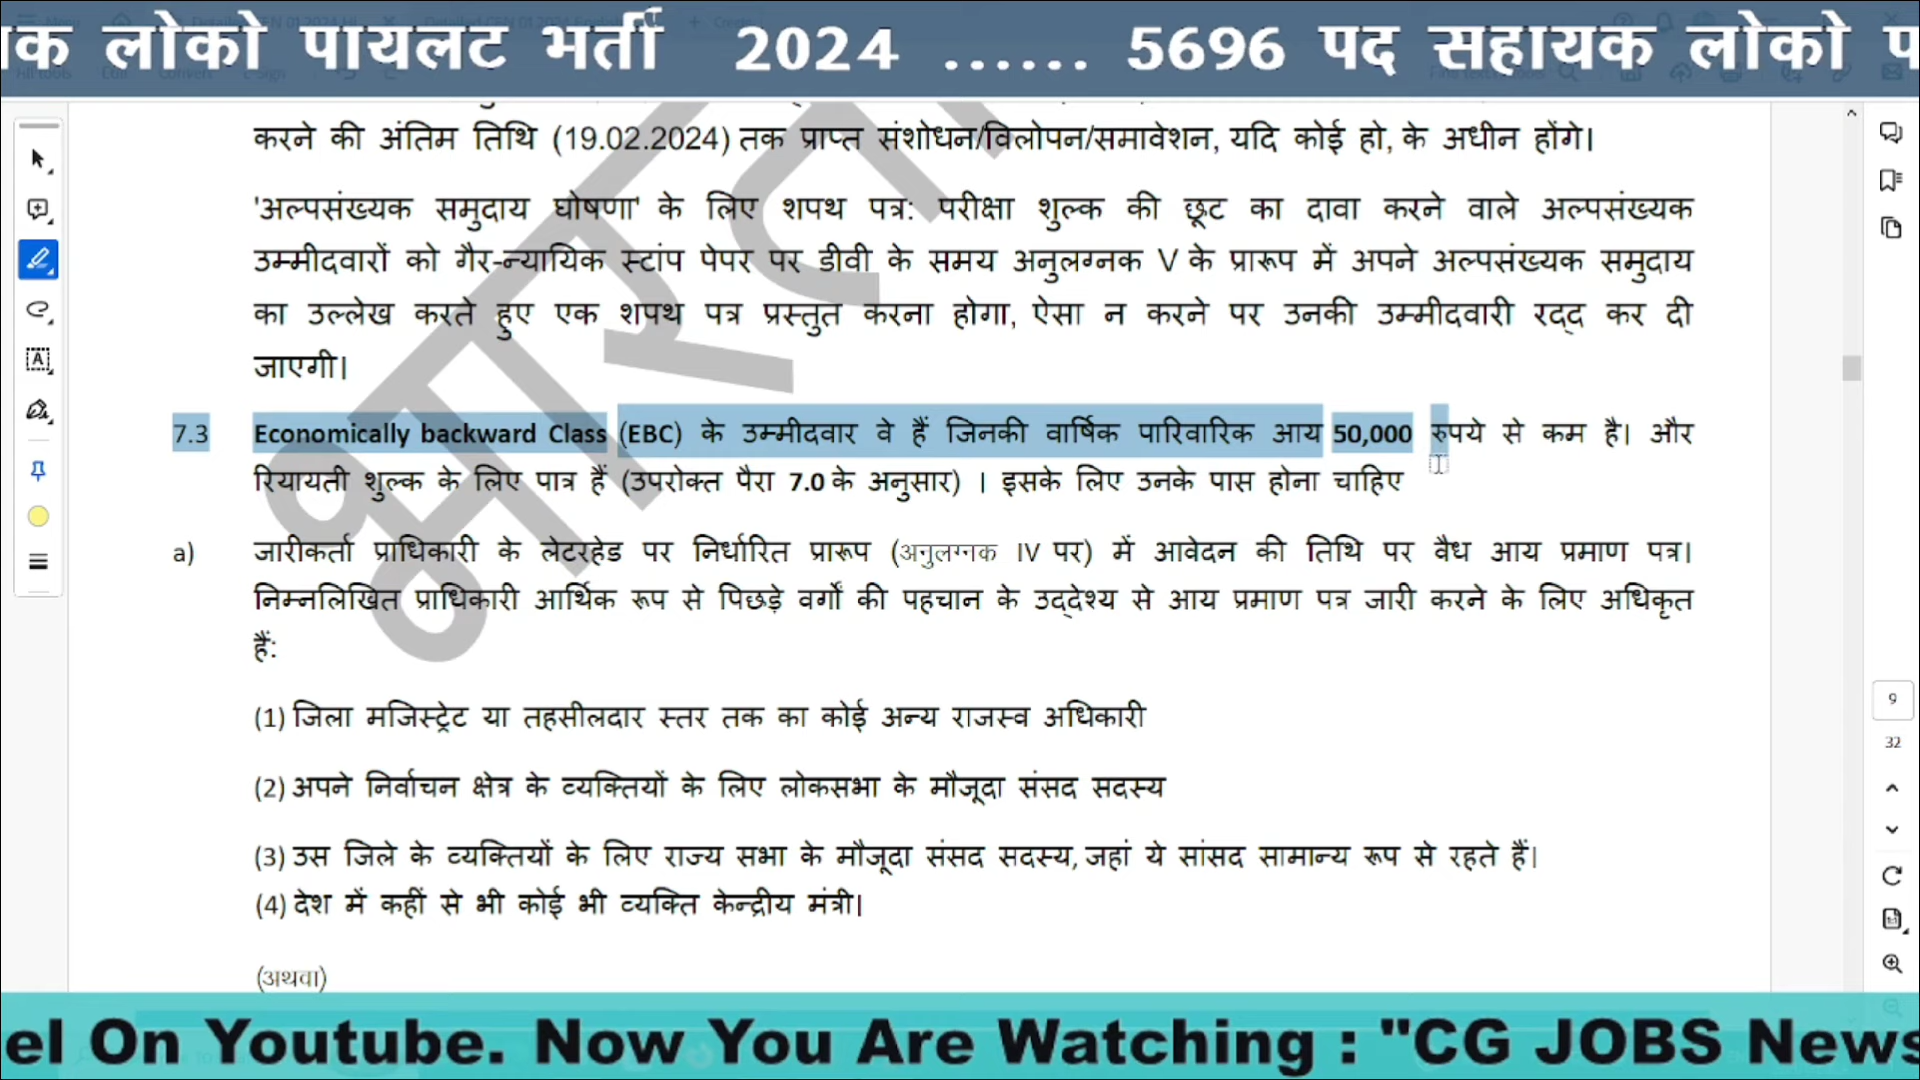 क लोको पायलट भर्ती 2024 ...... 5696 पद सहायक लोको प
करने की अंतिम तिथि (19.02.2024) तक प्राप्त संशोधन/विलोपन/समावेशन, यदि कोई हो, के अधीन होंगे।
'अल्पसंख्यक समुदाय घोषणा' के लिए शपथ पत्र: परीक्षा शुल्क की छूट का दावा करने वाले अल्पसंख्यक
उम्मीदवारों को गैर-न्यायिक स्टांप पेपर पर डीवी के समय अनुलग्नक V के प्रारूप में अपने अल्पसंख्यक समुदाय
का उल्लेख करते हुए एक शपथ पत्र प्रस्तुत करना होगा, ऐसा न करने पर उनकी उम्मीदवारी रद्द कर दी
जाएगी।
7.3 Economically backward Class (EBC) के उम्मीदवार वे हैं जिनकी वार्षिक पारिवारिक आय 50,000 रुपये से कम है। और
रियायती शुल्क के लिए पात्र हैं (उपरोक्त पैरा 7.0 के अनुसार) । इसके लिए उनके पास होना चाहिए
a) जारीकर्ता प्राधिकारी के लेटरहेड पर निर्धारित प्रारूप (अनुलग्नक IV पर) में आवेदन की तिथि पर वैध आय प्रमाण पत्र।
निम्नलिखित प्राधिकारी आर्थिक रूप से पिछड़े वर्गों की पहचान के उद्देश्य से आय प्रमाण पत्र जारी करने के लिए अधिकृत
हैं:
(1) जिला मजिस्ट्रेट या तहसीलदार स्तर तक का कोई अन्य राजस्व अधिकारी
(2) अपने निर्वाचन क्षेत्र के व्यक्तियों के लिए लोकसभा के मौजूदा संसद सदस्य
(3) उस जिले के व्यक्तियों के लिए राज्य सभा के मौजूदा संसद सदस्य, जहां ये सांसद सामान्य रूप से रहते हैं।
(4) देश में कहीं से भी कोई भी व्यक्ति केन्द्रीय मंत्री।
(अथवा)
9
32
el On Youtube. Now You Are Watching : "CG JOBS News